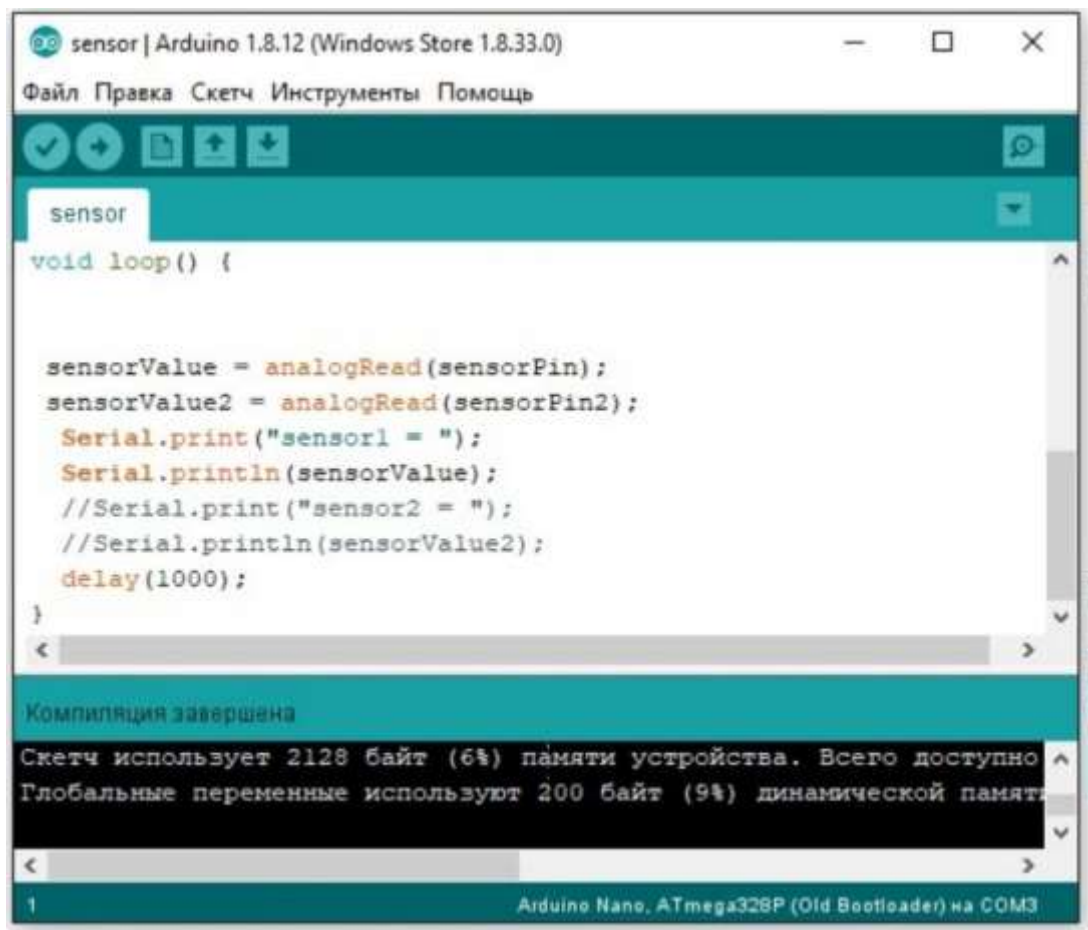 sensor | Arduino 1.8.12 (Windows Store 1.8.33.0)
Файл Правка Скетч Инструменты Помощь
sensor
void loop() {
sensorValue = analogRead(sensorPin);
sensorValue2 = analogRead(sensorPin2);
Serial.print("sensor1 = ");
Serial.println(sensorValue);
//Serial.print("sensor2 = ");
//Serial.println(sensorValue2);
delay(1000);
}
Компиляция завершена
Скетч использует 2128 байт (6%) памяти устройства. Всего доступно
Глобальные переменные используют 200 байт (9%) динамической памяти
1
Arduino Nano, ATmega328P (Old Bootloader) на COM3